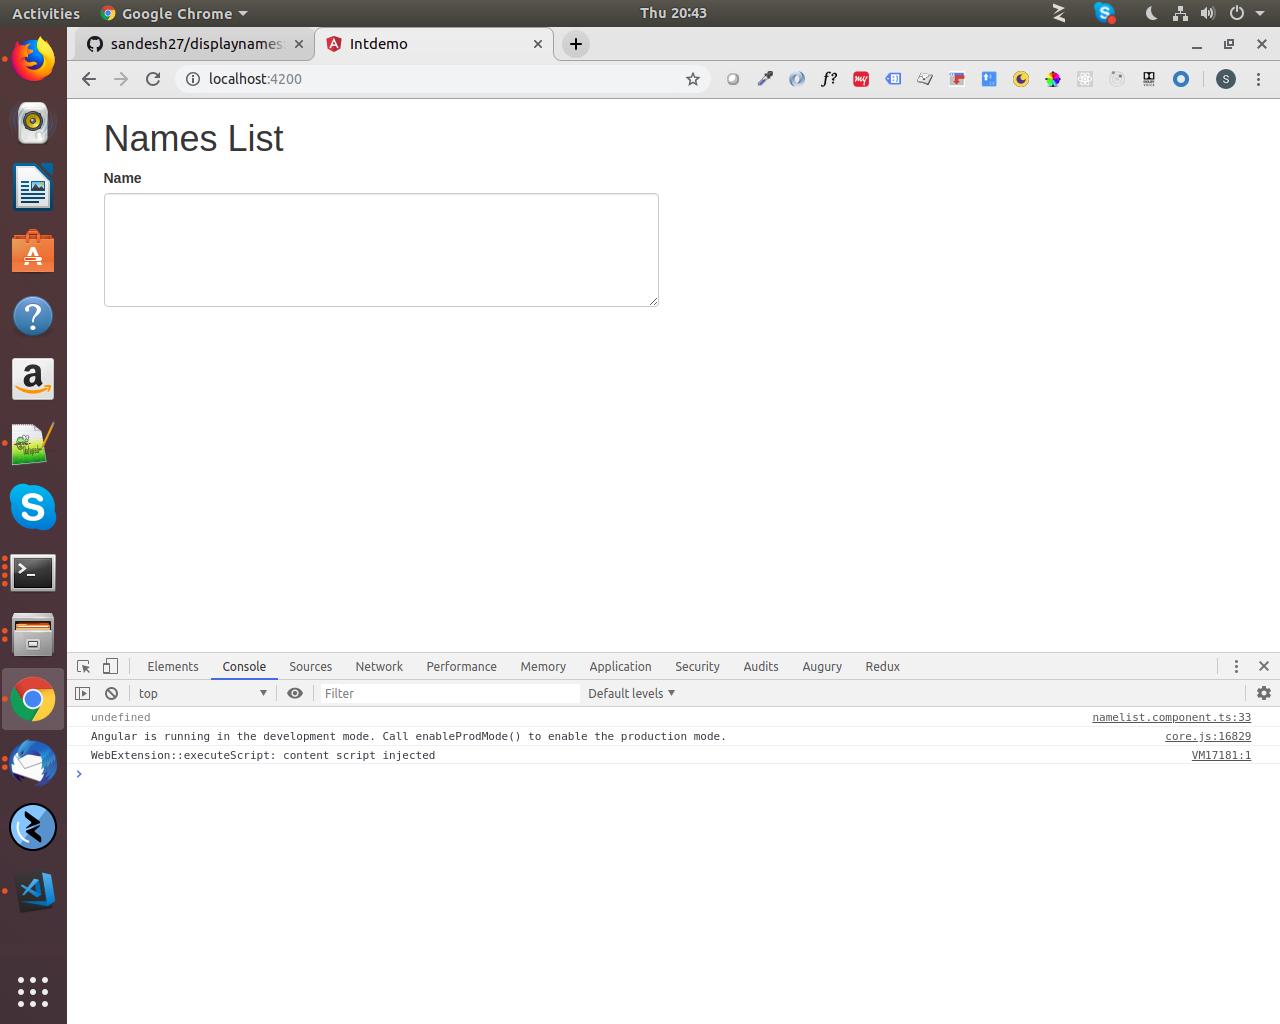 Activities Google Chrome Thu 20:43
sandesh27/displaynames Intdemo
localhost:4200 f? my S
Names List
Name
Elements Console Sources Network Performance Memory Application Security Audits Augury Redux
top Filter Default levels
undefined namelist.component.ts:33
Angular is running in the development mode. Call enableProdMode() to enable the production mode. core.js:16829
WebExtension::executeScript: content script injected VM17181:1